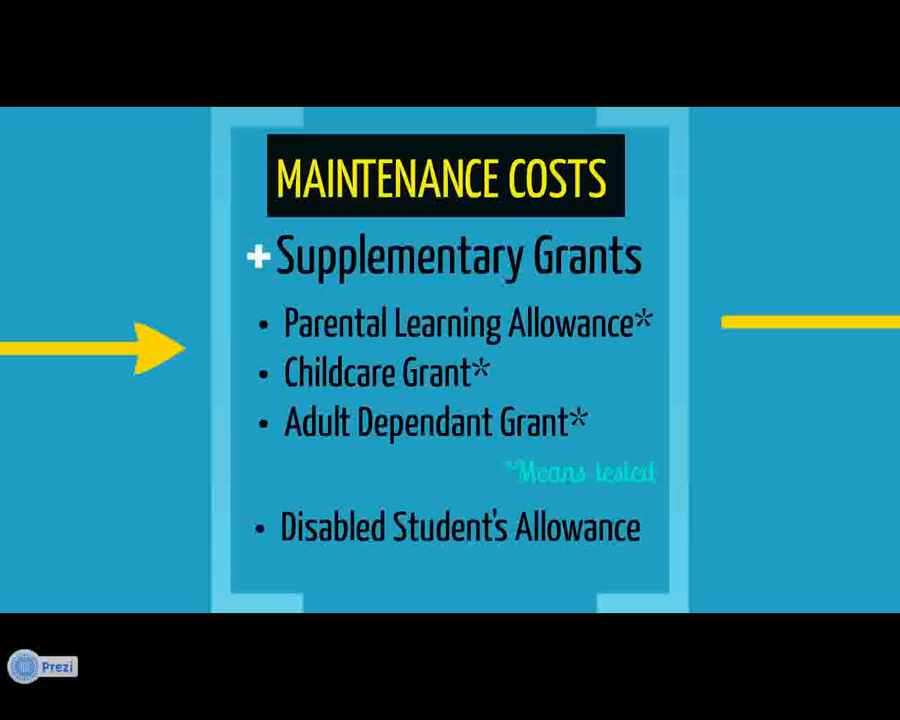 MAINTENANCE COSTS
+ Supplementary Grants
• Parental Learning Allowance*
• Childcare Grant*
• Adult Dependant Grant*
*Means-tested
• Disabled Student's Allowance
Prezi